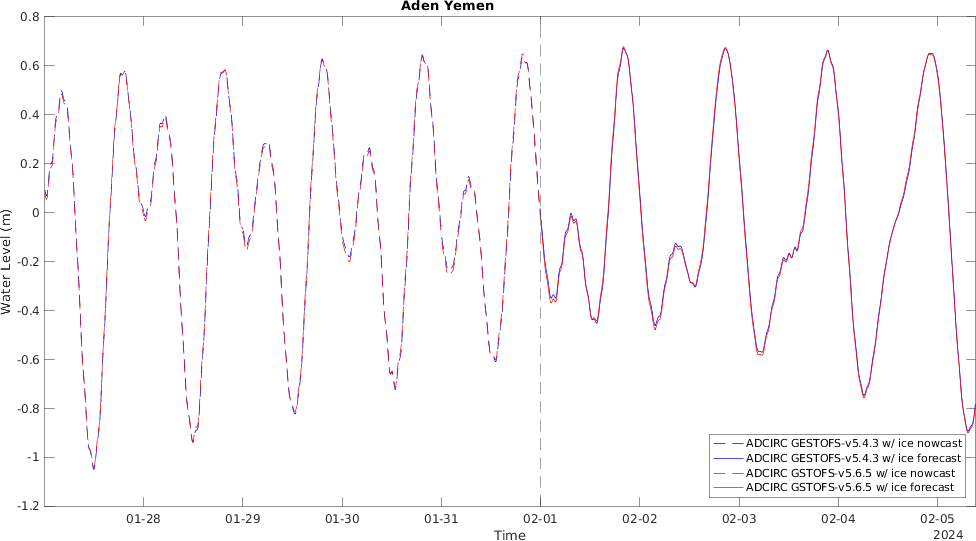 Aden Yemen
0.8
0.6
0.4
0.2
0
-0.2
-0.4
-0.6
-0.8
-1
-1.2
Water Level (m)
01-28 01-29 01-30 01-31 02-01 02-02 02-03 02-04 02-05
Time
2024
ADCIRC GESTOFS-v5.4.3 w/ ice nowcast
ADCIRC GESTOFS-v5.4.3 w/ ice forecast
ADCIRC GSTOFS-v5.6.5 w/ ice nowcast
ADCIRC GSTOFS-v5.6.5 w/ ice forecast